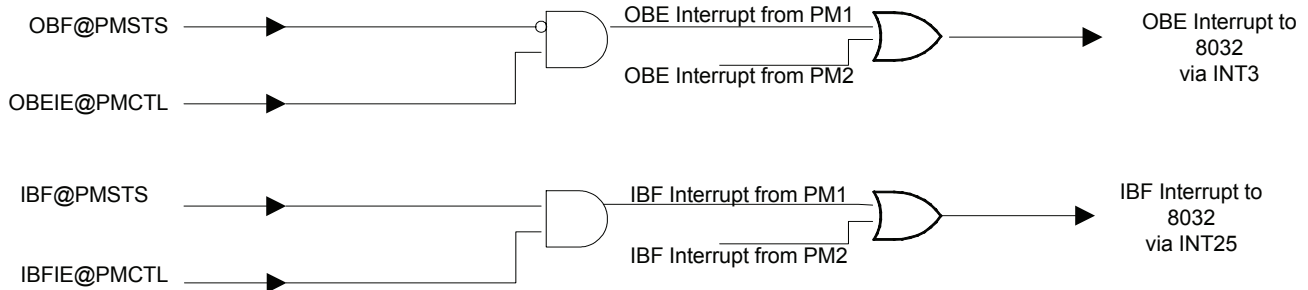 OBF@PMSTS
OBE Interrupt from PM1
OBE Interrupt to
8032
via INT3
OBE Interrupt from PM2
OBEIE@PMCTL
IBF@PMSTS
IBF Interrupt from PM1
IBF Interrupt to
8032
via INT25
IBF Interrupt from PM2
IBFIE@PMCTL